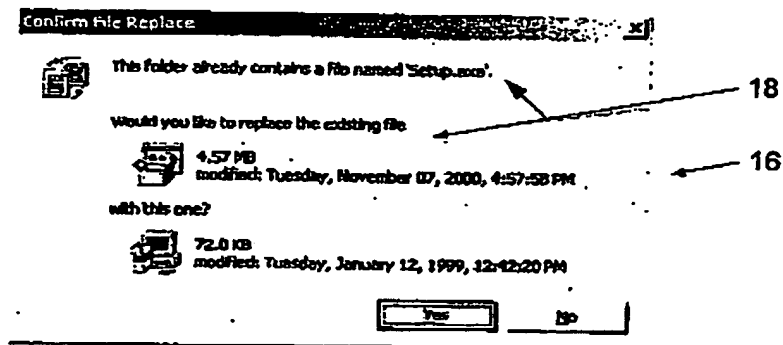 Confirm File Replace
This folder already contains a file named 'Setup.exe'.
18
Would you like to replace the existing file
4.57 MB
modified: Tuesday, November 07, 2000, 4:57:58 PM
16
with this one?
72.0 KB
modified: Tuesday, January 12, 1999, 12:42:20 PM
Yes
No